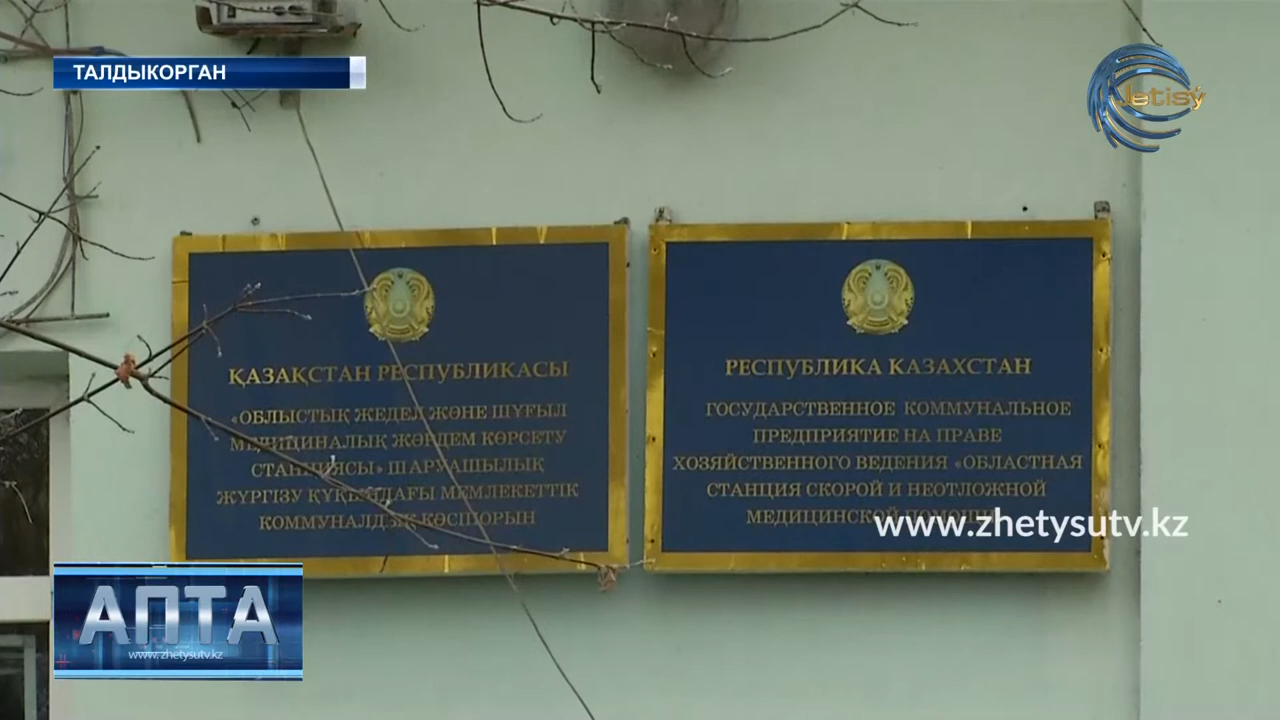 ТАЛДЫКОРГАН
Jetisý
ҚАЗАҚСТАН РЕСПУБЛИКАСЫ
«ОБЛЫСТЫҚ ЖЕДЕЛ ЖӘНЕ ШҰҒЫЛ
МЕДИЦИНАЛЫҚ ЖӘРДЕМ КӨРСЕТУ
СТАНЦИЯСЫ» ШАРУАШЫЛЫҚ
ЖҮРГІЗУ ҚҰҚЫНДАҒЫ МЕМЛЕКЕТТІК
КОММУНАЛДЫҚ КӘСІПОРЫН
РЕСПУБЛИКА КАЗАХСТАН
ГОСУДАРСТВЕННОЕ КОММУНАЛЬНОЕ
ПРЕДПРИЯТИЕ НА ПРАВЕ
ХОЗЯЙСТВЕННОГО ВЕДЕНИЯ «ОБЛАСТНАЯ
СТАНЦИЯ СКОРОЙ И НЕОТЛОЖНОЙ
МЕДИЦИНСКОЙ ПОМОЩИ»
www.zhetysutv.kz
АПТА
www.zhetysutv.kz